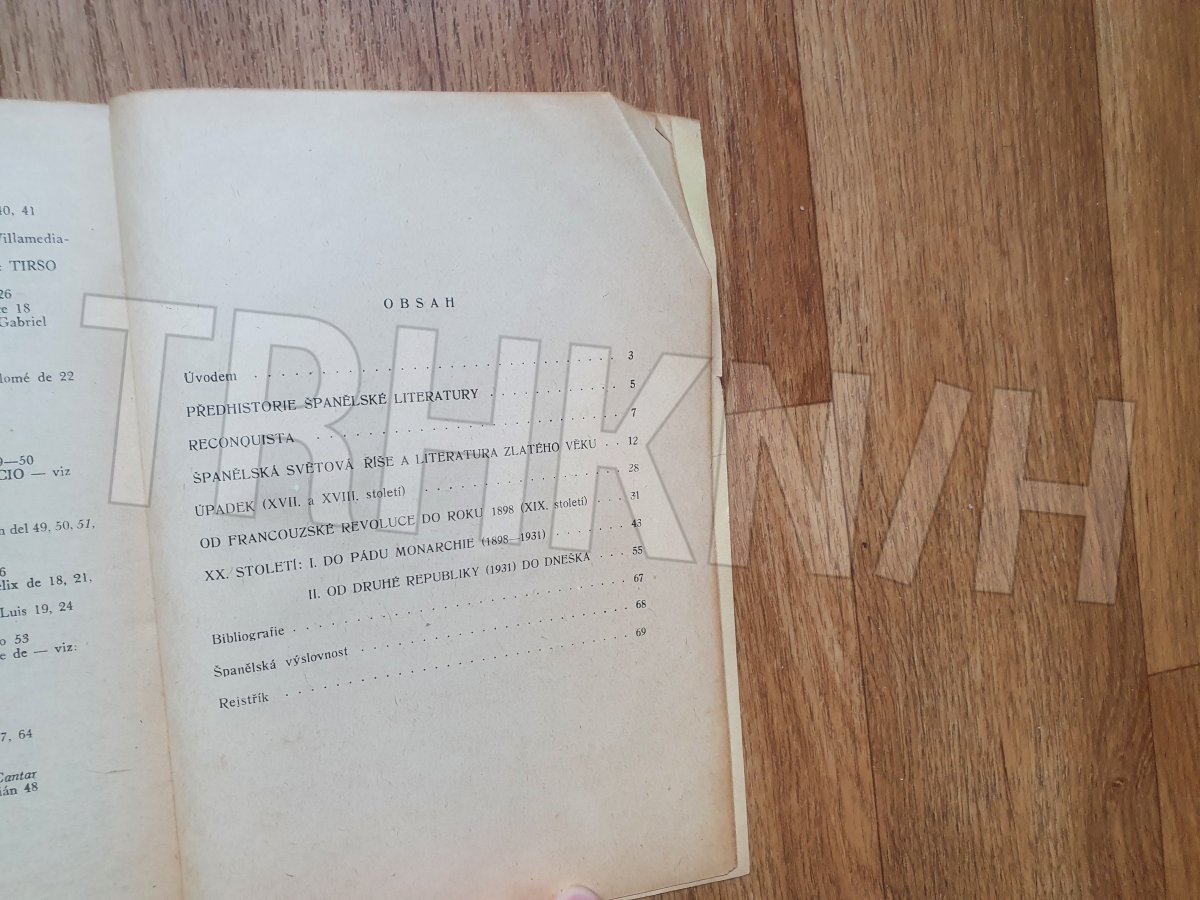 40, 41
Villamedia-
TIRSO
26
re 18
Gabriel
lomé de 22
9—50
CIO — viz
n del 49, 50, 51,
6
elix de 18, 21,
Luis 19, 24
o 53
e de — viz:
7, 64
Cantar
ián 48
OBSAH
Úvodem . . . . . . . . . . . . . . . . . . . . . . 3
PŘEDHISTORIE ŠPANĚLSKÉ LITERATURY . . . . . . . . 5
RECONQUISTA . . . . . . . . . . . . . . . . . . . 7
ŠPANĚLSKÁ SVĚTOVÁ ŘÍŠE A LITERATURA ZLATÉHO VĚKU . . 12
ÚPADEK (XVII. a XVIII. století) . . . . . . . . . . . . 28
OD FRANCOUZSKÉ REVOLUCE DO ROKU 1898 (XIX. století) . . . 31
XX. STOLETÍ: I. DO PÁDU MONARCHIE (1898—1931) . . . . . . 43
II. OD DRUHÉ REPUBLIKY (1931) DO DNEŠKA . . . 55
Bibliografie . . . . . . . . . . . . . . . . . . . . 67
Španělská výslovnost . . . . . . . . . . . . . . . . 68
Rejstřík . . . . . . . . . . . . . . . . . . . . . 69
TRHKNIH